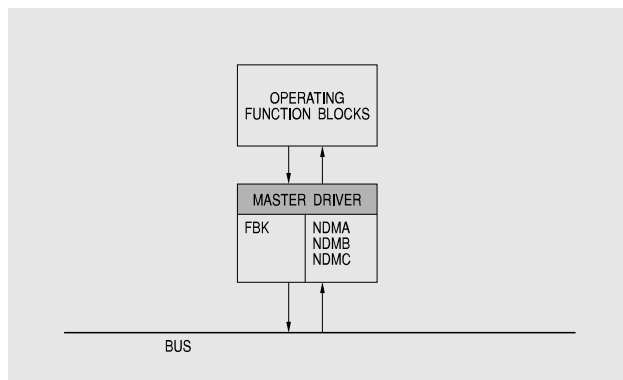 OPERATING
FUNCTION BLOCKS
MASTER DRIVER
FBK
NDMA
NDMB
NDMC
BUS